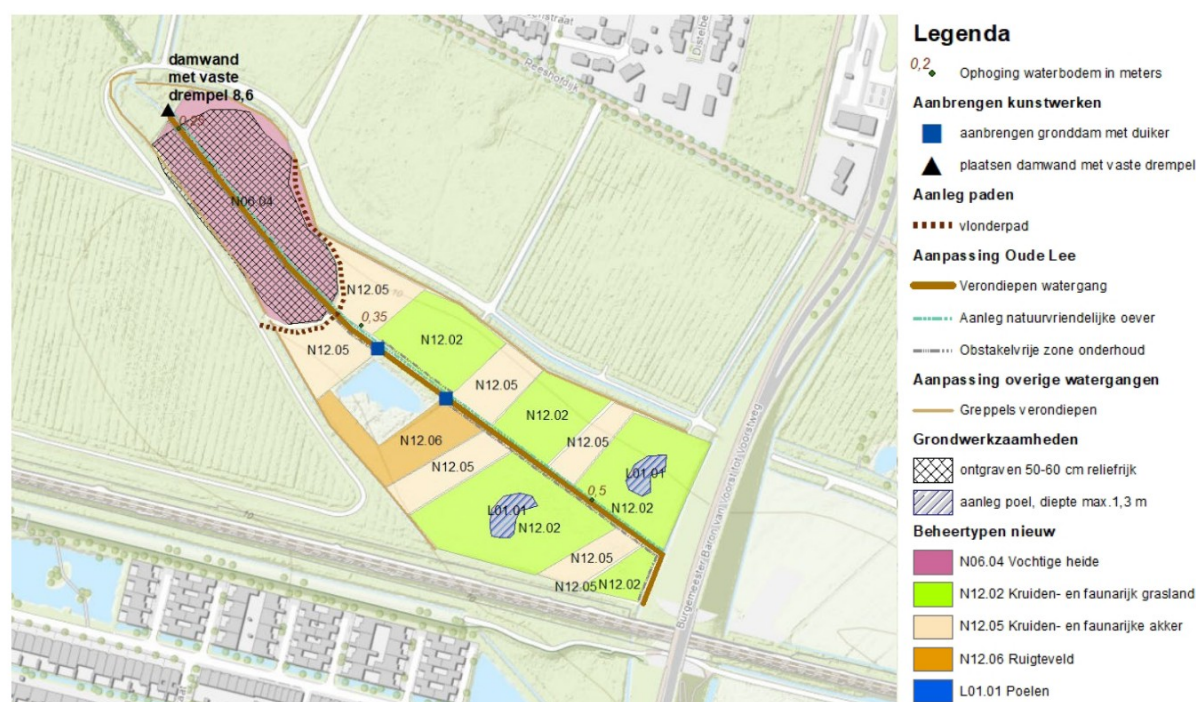 damwand
met vaste
drempel 8,6
0,25
N06.04
N12.05
0,35
N12.02
N12.05
N12.05
N12.02
N12.06
N12.05
N12.05
L01.01
L01.01
0,5
N12.02
N12.02
N12.05
N12.05
N12.02
Reeshofdijk
Burgemeester Baron van Voorst tot Voorstweg
Legenda
0,2
Ophoging waterbodem in meters
Aanbrengen kunstwerken
aanbrengen gronddam met duiker
plaatsen damwand met vaste drempel
Aanleg paden
vlonderpad
Aanpassing Oude Lee
Verondiepen watergang
Aanleg natuurvriendelijke oever
Obstakelvrije zone onderhoud
Aanpassing overige watergangen
Greppels verondiepen
Grondwerkzaamheden
ontgraven 50-60 cm reliefrijk
aanleg poel, diepte max.1,3 m
Beheertypen nieuw
N06.04 Vochtige heide
N12.02 Kruiden- en faunarijk grasland
N12.05 Kruiden- en faunarijke akker
N12.06 Ruigteveld
L01.01 Poelen